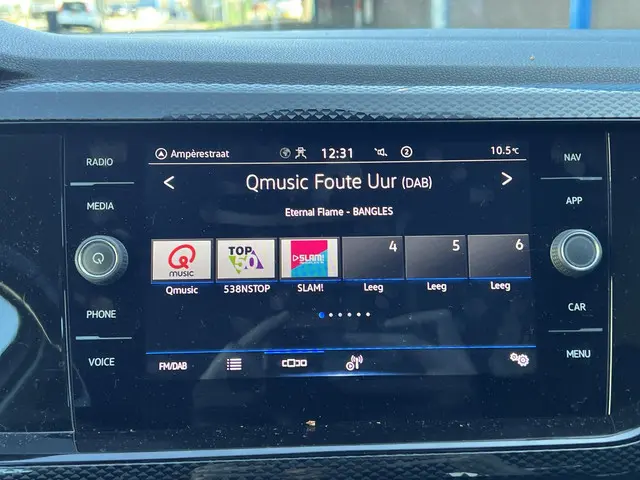 RADIO
MEDIA
PHONE
VOICE
Ampèrestraat
12:31
2
10.5°C
< Qmusic Foute Uur (DAB) >
Eternal Flame - BANGLES
Q music
TOP 50
SLAM!
4
5
6
Qmusic
538NSTOP
SLAM!
Leeg
Leeg
Leeg
FM/DAB
NAV
APP
CAR
MENU